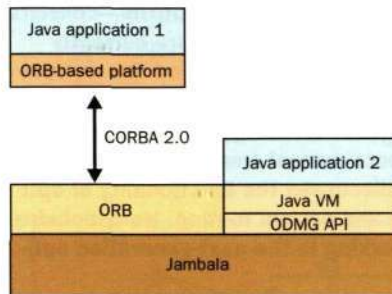 Java application 1
ORB-based platform
CORBA 2.0
Java application 2
ORB
Java VM
ODMG API
Jambala